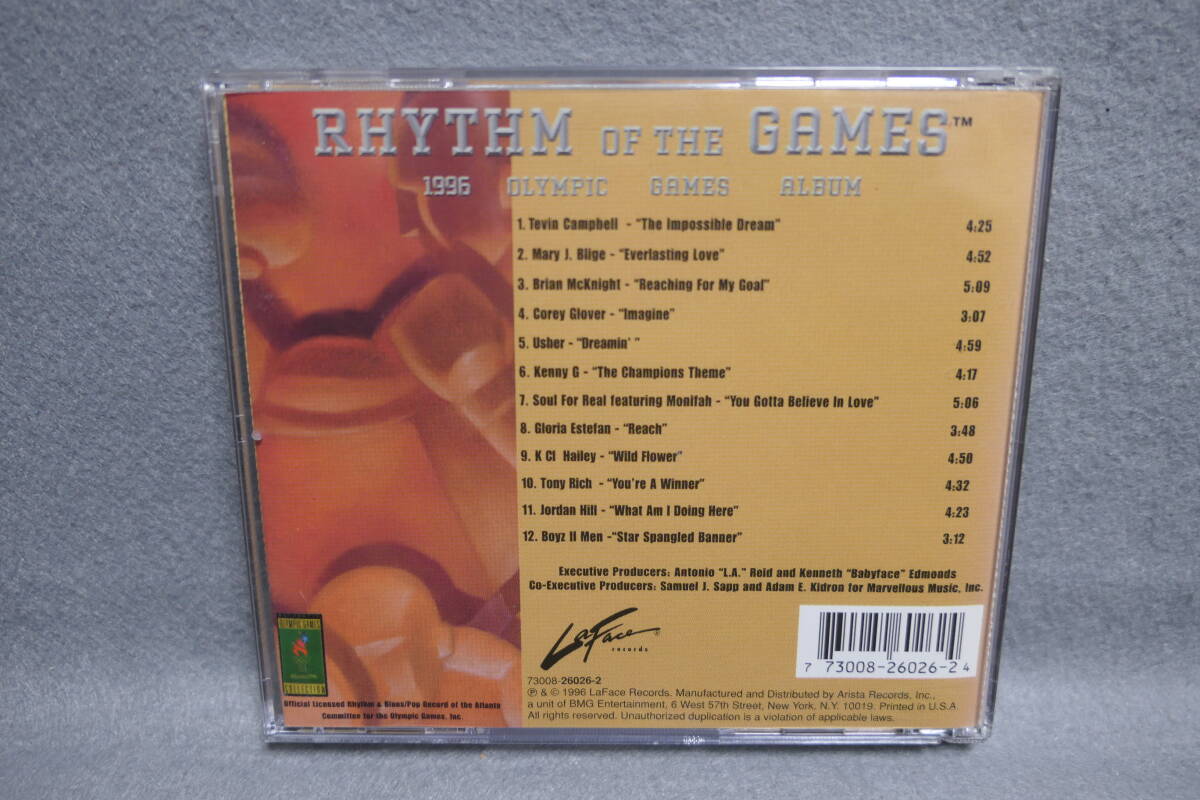 RHYTHM OF THE GAMES™
1996 OLYMPIC GAMES ALBUM
1. Tevin Campbell - "The Impossible Dream" 4:25
2. Mary J. Blige - "Everlasting Love" 4:52
3. Brian McKnight - "Reaching For My Goal" 5:09
4. Corey Glover - "Imagine" 3:07
5. Usher - "Dreamin' " 4:59
6. Kenny G - "The Champions Theme" 4:17
7. Soul For Real featuring Monifah - "You Gotta Believe In Love" 5:06
8. Gloria Estefan - "Reach" 3:48
9. K Ci Hailey - "Wild Flower" 4:50
10. Tony Rich - "You're A Winner" 4:32
11. Jordan Hill - "What Am I Doing Here" 4:23
12. Boyz II Men -"Star Spangled Banner" 3:12
Executive Producers: Antonio "L.A." Reid and Kenneth "Babyface" Edmonds
Co-Executive Producers: Samuel J. Sapp and Adam E. Kidron for Marvellous Music, Inc.
LaFace®
records
7 73008-26026-2 4
73008-26026-2
℗ & © 1996 LaFace Records. Manufactured and Distributed by Arista Records, Inc.,
a unit of BMG Entertainment, 6 West 57th Street, New York, N.Y. 10019. Printed in U.S.A.
All rights reserved. Unauthorized duplication is a violation of applicable laws.
OLYMPIC GAMES
COLLECTION
Official Licensed Rhythm & Blues/Pop Record of the Atlanta
Committee for the Olympic Games, Inc.